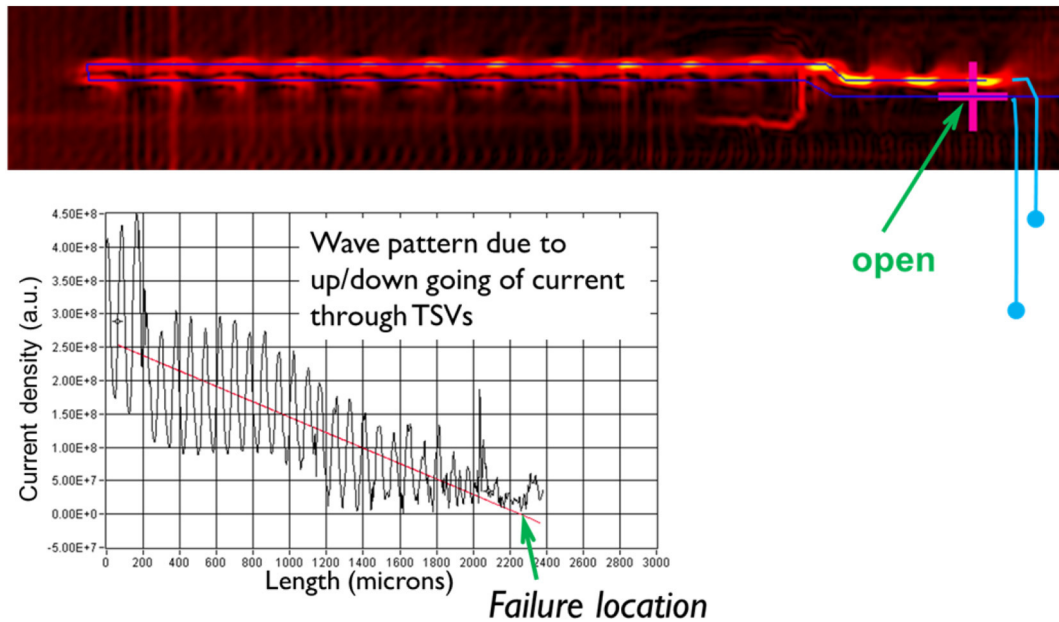 open
4.50E+8
4.00E+8
3.50E+8
3.00E+8
2.50E+8
2.00E+8
1.50E+8
1.00E+8
5.00E+7
0.00E+0
-5.00E+7
Current density (a.u.)
Wave pattern due to
up/down going of current
through TSVs
0 200 400 600 800 1000 1200 1400 1600 1800 2000 2200 2400 2600 2800 3000
Length (microns)
Failure location